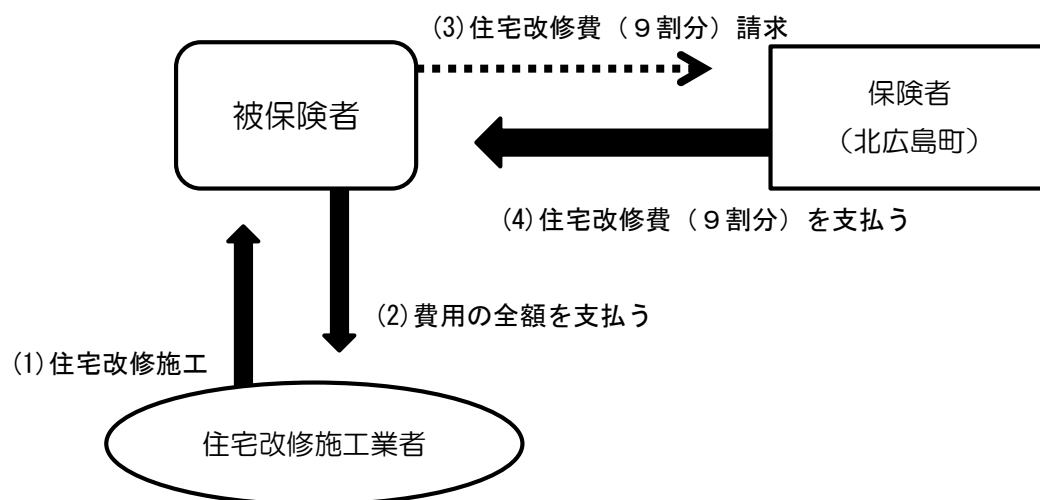 (3)住宅改修費（９割分）請求
被保険者
保険者
（北広島町）
(4)住宅改修費（９割分）を支払う
(2)費用の全額を支払う
(1)住宅改修施工
住宅改修施工業者